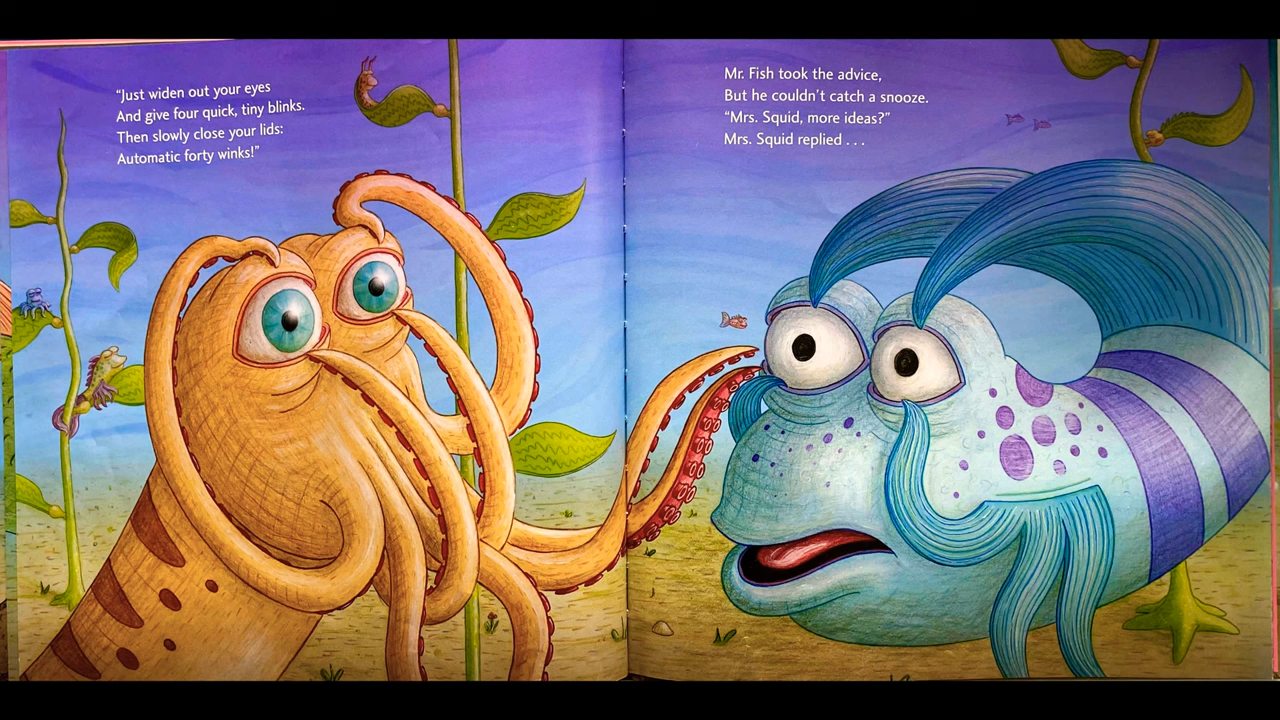 “Just widen out your eyes
And give four quick, tiny blinks.
Then slowly close your lids:
Automatic forty winks!”
Mr. Fish took the advice,
But he couldn’t catch a snooze.
“Mrs. Squid, more ideas?”
Mrs. Squid replied . . .